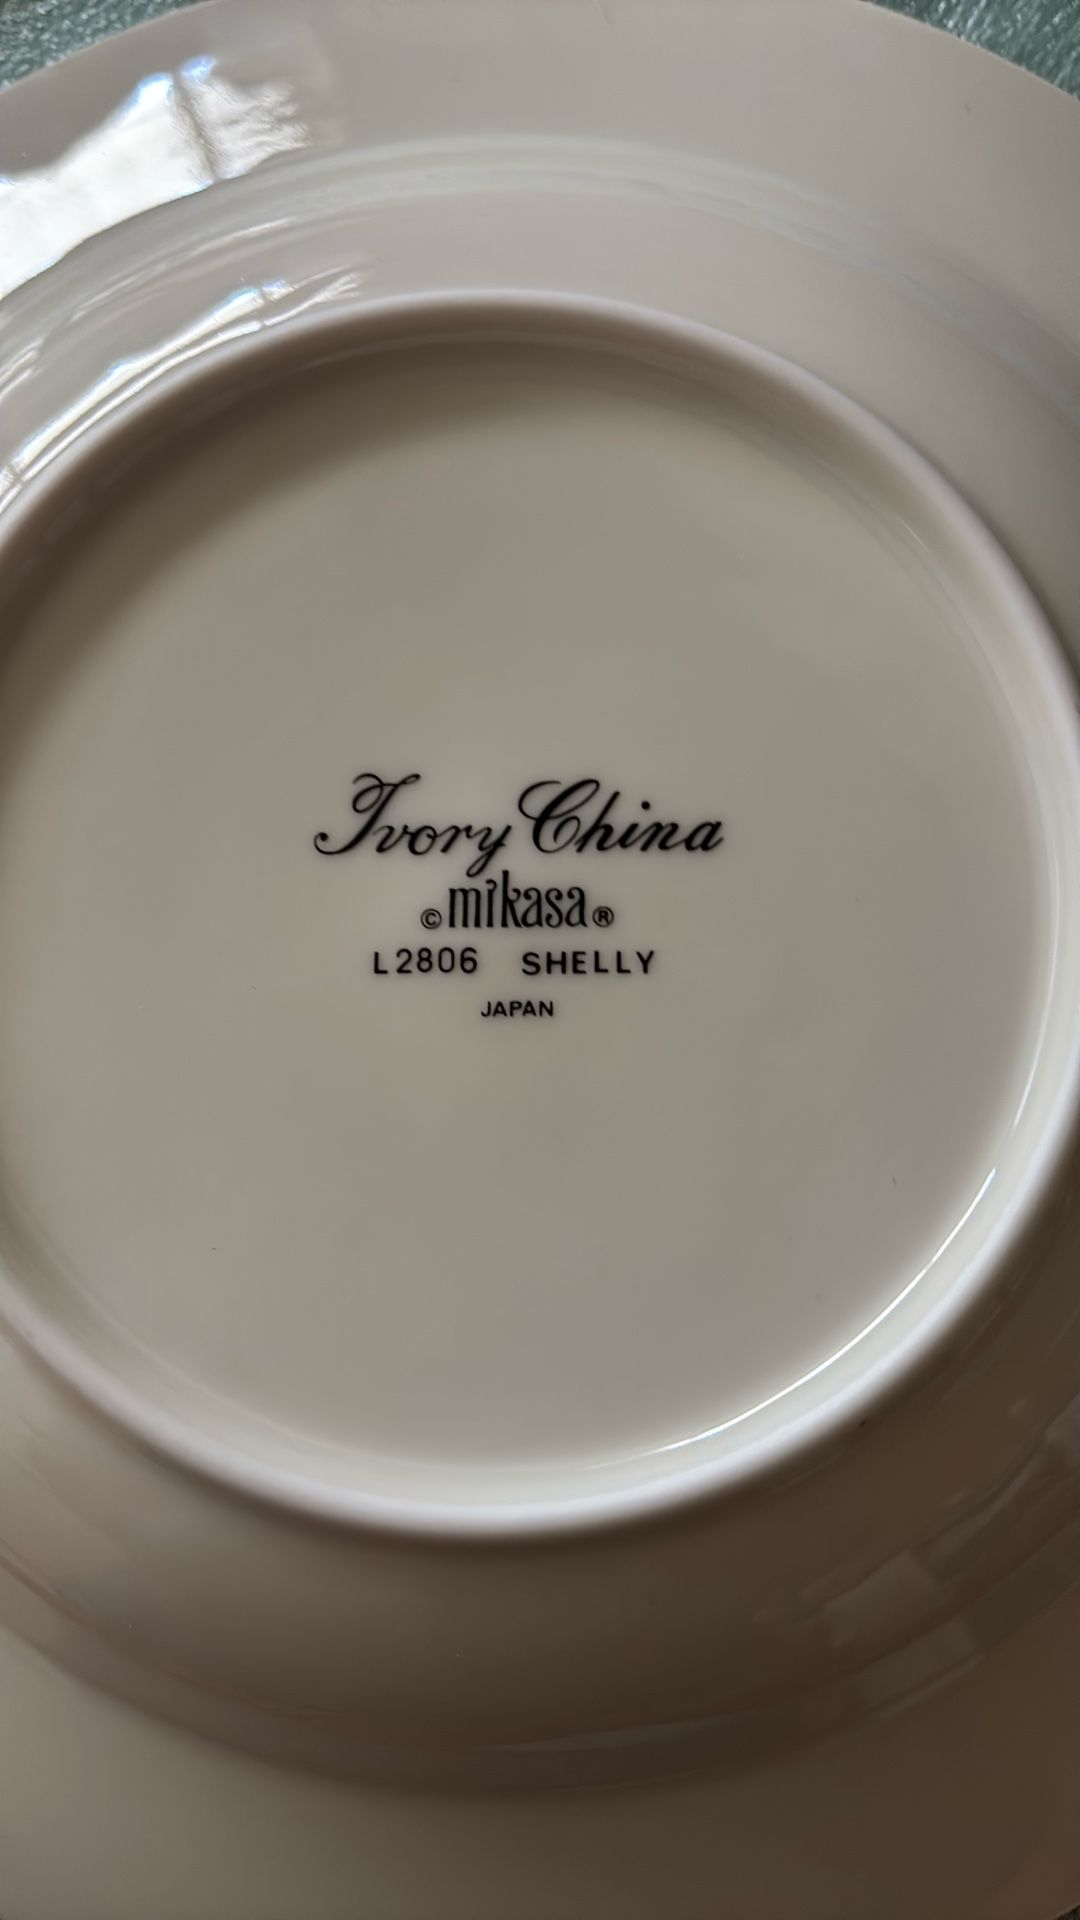 Ivory China
© mikasa ®
L2806 SHELLY
JAPAN